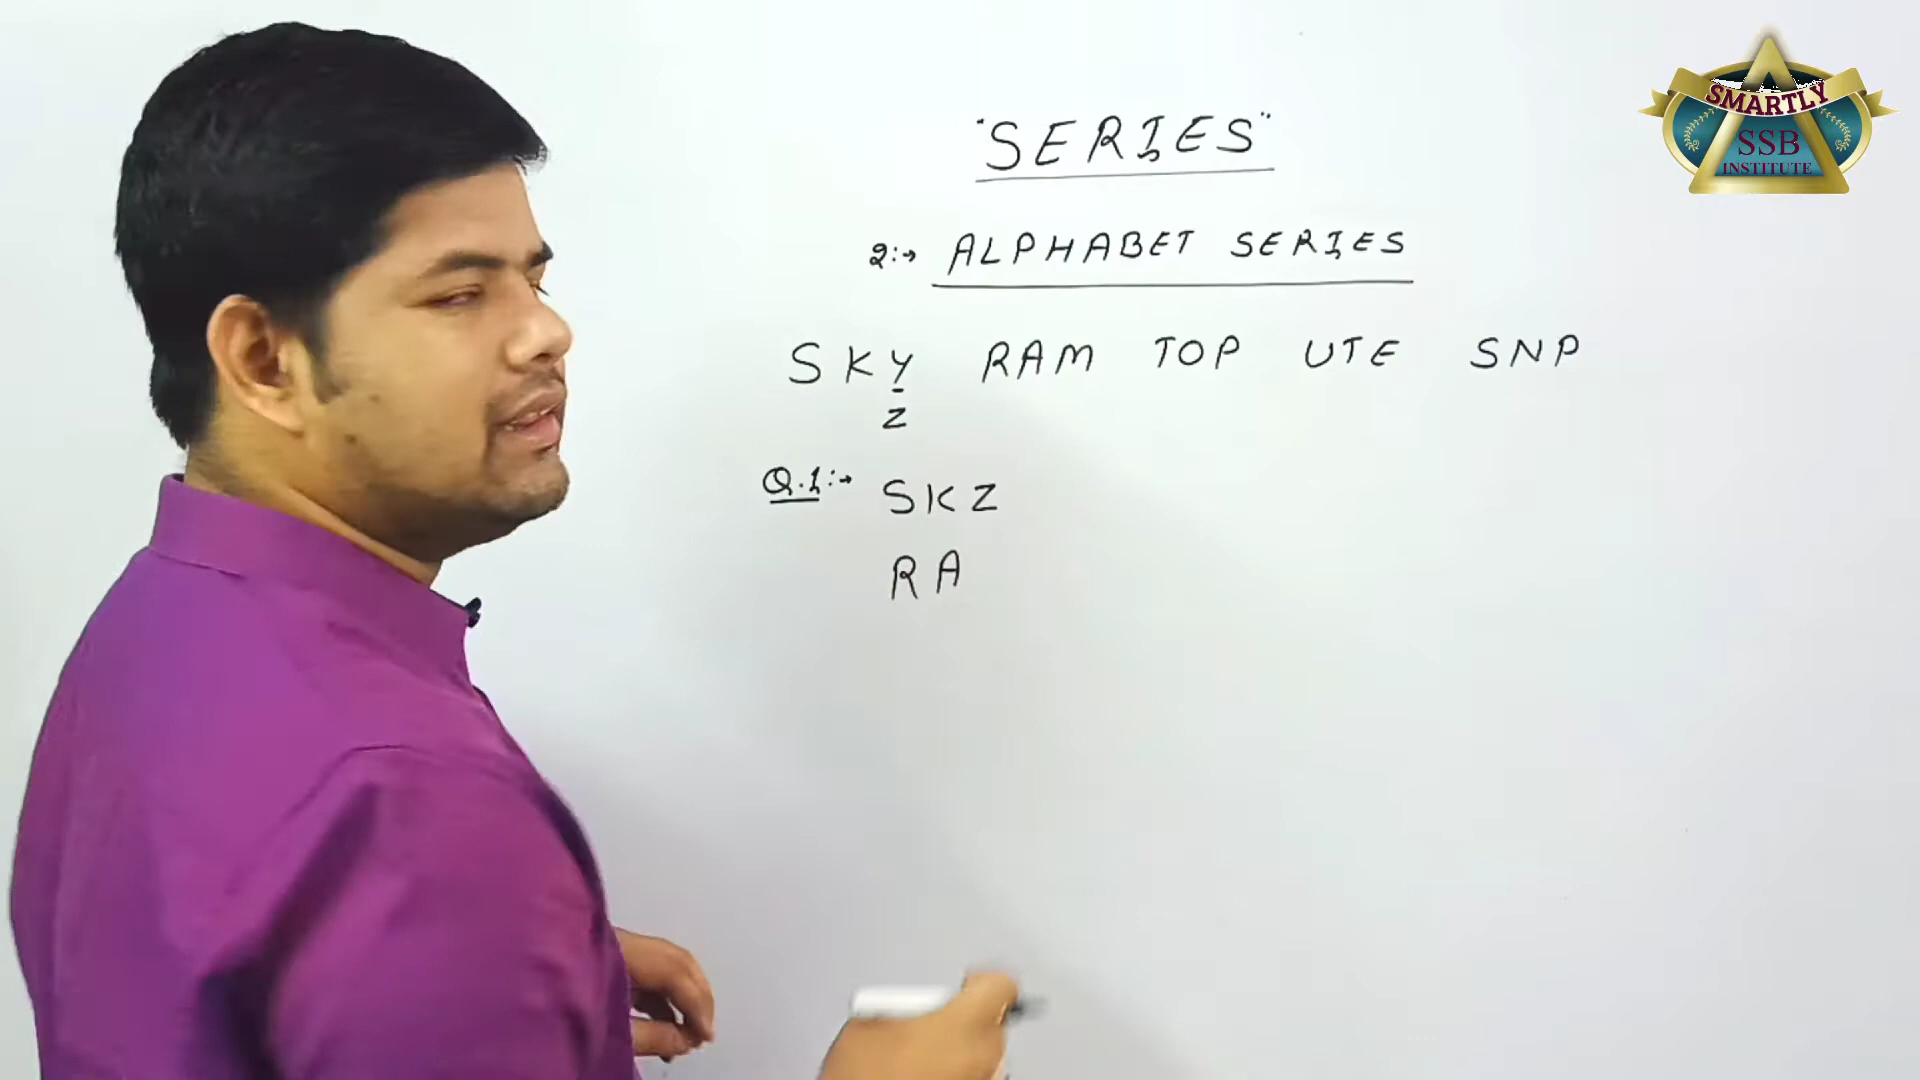 SMARTLY
SSB
INSTITUTE
"SERIES"
2:→ ALPHABET SERIES
SKY RAM TOP UTE SNP
Z
Q.1:→ SKZ
RA